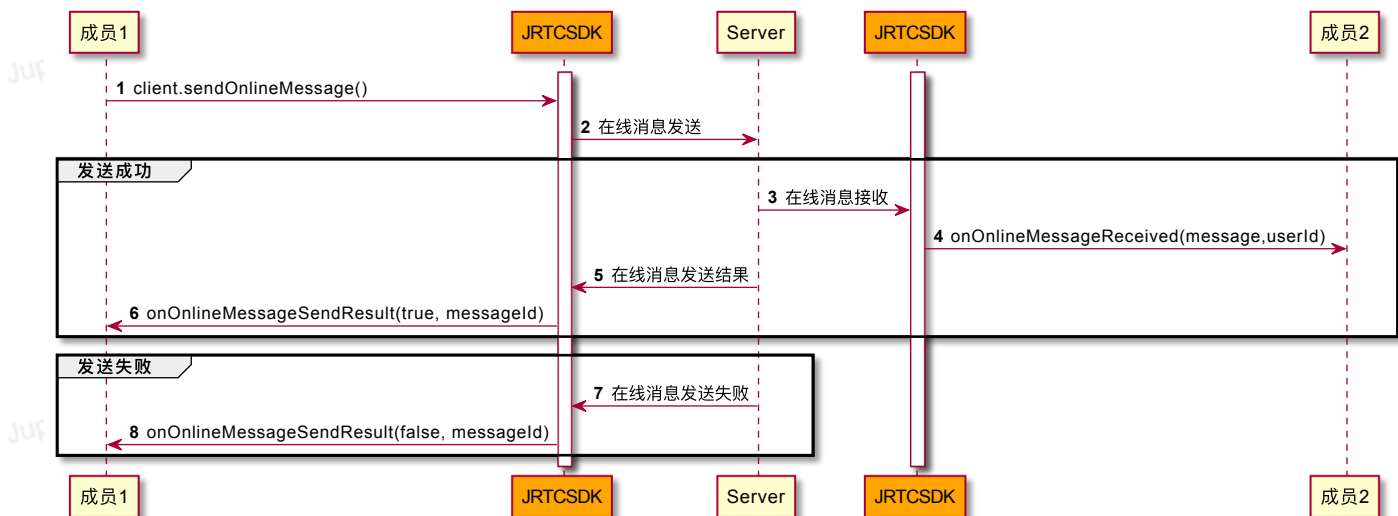 成员1 JRTCSDK Server JRTCSDK 成员2
1 client.sendOnlineMessage()
2 在线消息发送
发送成功
3 在线消息接收
4 onOnlineMessageReceived(message,userId)
5 在线消息发送结果
6 onOnlineMessageSendResult(true, messageId)
发送失败
7 在线消息发送失败
8 onOnlineMessageSendResult(false, messageId)
成员1 JRTCSDK Server JRTCSDK 成员2